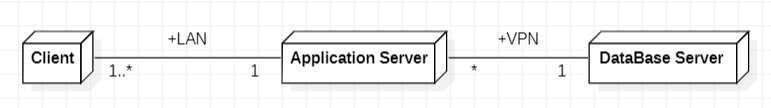 +LAN
+VPN
Client
Application Server
DataBase Server
1..*
1
*
1